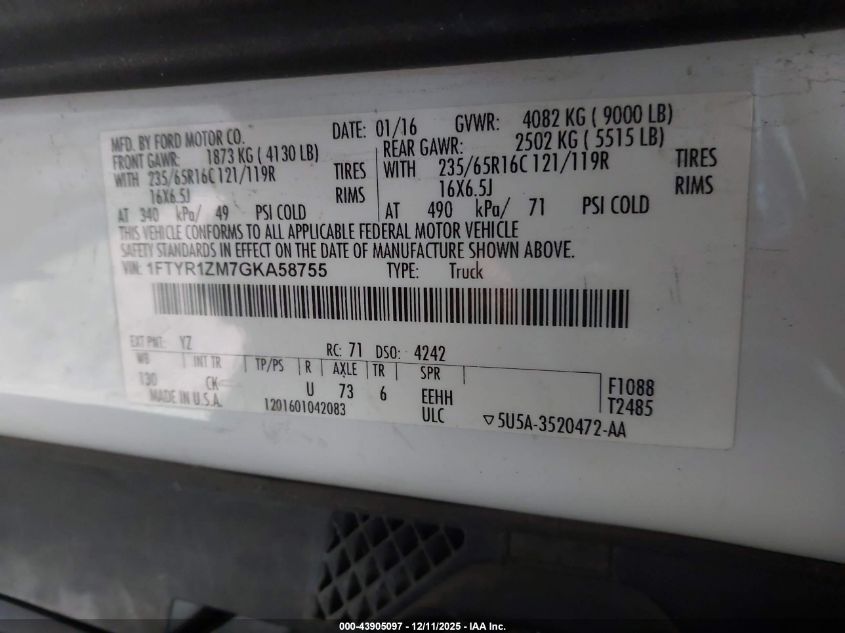 MFD. BY FORD MOTOR CO.
DATE: 01/16 GVWR: 4082 KG ( 9000 LB)
FRONT GAWR: 1873 KG ( 4130 LB)
REAR GAWR: 2502 KG ( 5515 LB)
WITH 235/65R16C 121/119R TIRES
WITH 235/65R16C 121/119R TIRES
16X6.5J RIMS
16X6.5J RIMS
AT 340 kPa/ 49 PSI COLD
AT 490 kPa/ 71 PSI COLD
THIS VEHICLE CONFORMS TO ALL APPLICABLE FEDERAL MOTOR VEHICLE
SAFETY STANDARDS IN EFFECT ON THE DATE OF MANUFACTURE SHOWN ABOVE.
VIN: 1FTYR1ZM7GKA58755 TYPE: Truck
EXT PNT: YZ RC: 71 DSO: 4242
WB INT TR TP/PS R AXLE TR SPR
130 CK U 73 6 EEHH
F1088
MADE IN U.S.A. 1201601042083 ULC
T2485
▽5U5A-3520472-AA
000-43905097 - 12/11/2025 - IAA Inc.